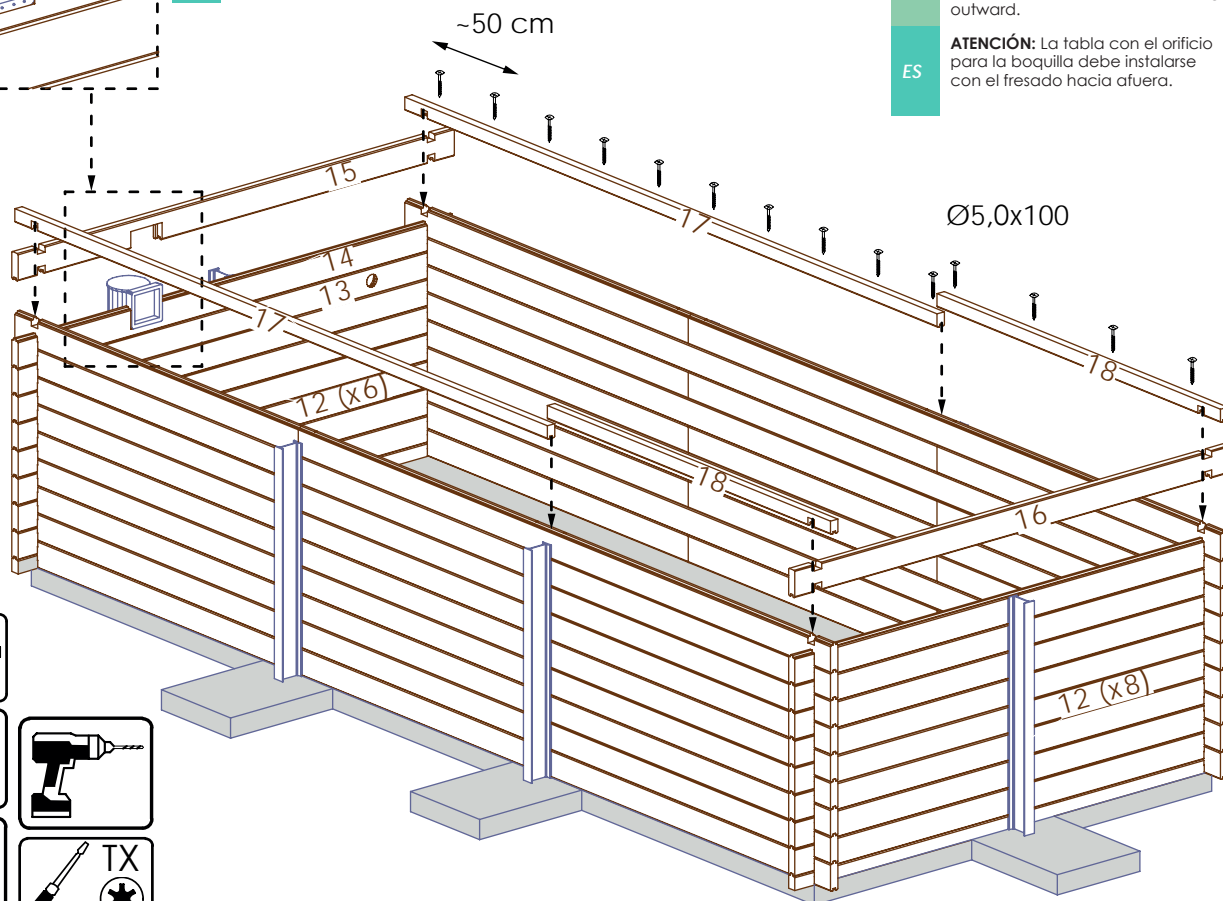 ~50 cm
outward.
ES
ATENCIÓN: La tabla con el orificio
para la boquilla debe instalarse
con el fresado hacia afuera.
15
17
Ø5,0x100
14
13
17
18
12 (x6)
18
16
12 (x8)
TX